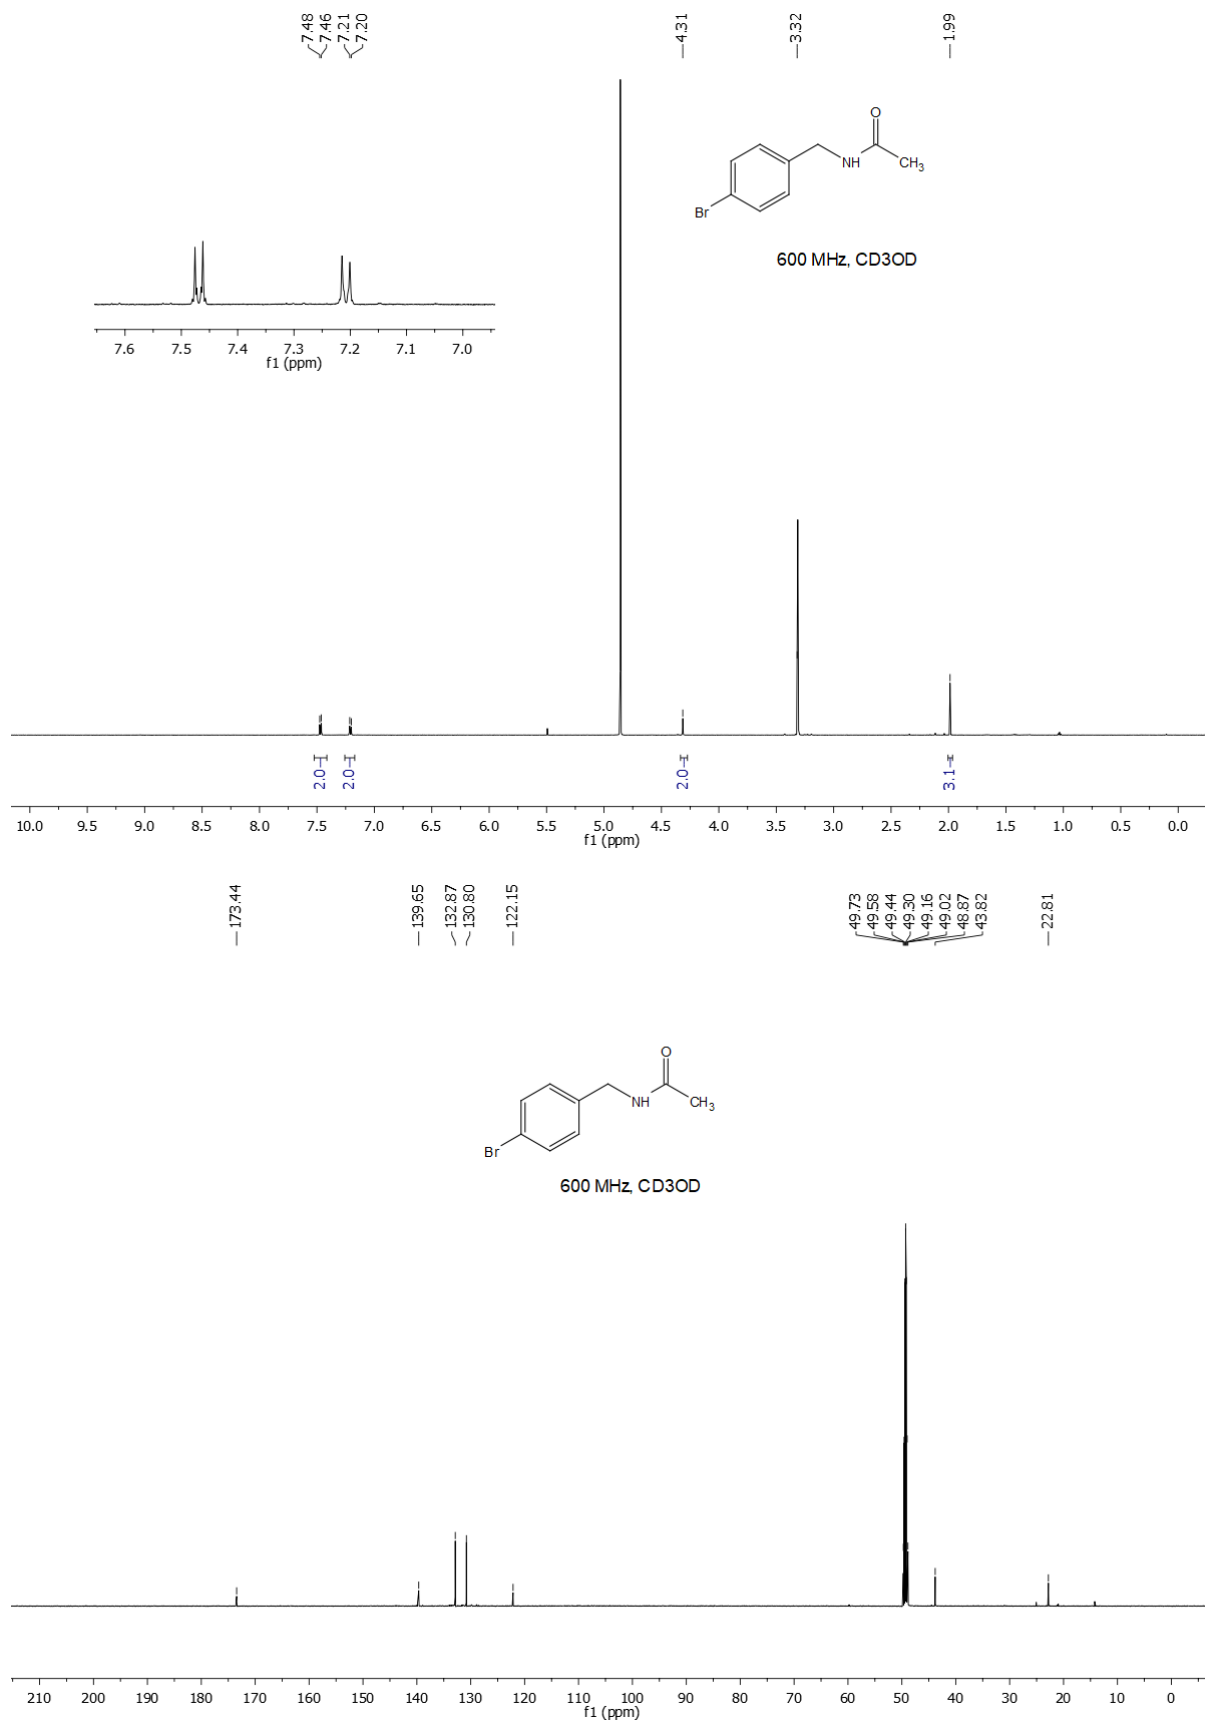 7.48
7.46
7.21
7.20
4.31
3.32
1.99
O
NH
CH3
Br
600 MHz, CD3OD
7.6 7.5 7.4 7.3 7.2 7.1 7.0
f1 (ppm)
2.0
2.0
2.0
3.1
10.0 9.5 9.0 8.5 8.0 7.5 7.0 6.5 6.0 5.5 5.0 4.5 4.0 3.5 3.0 2.5 2.0 1.5 1.0 0.5 0.0
f1 (ppm)
173.44
139.65
132.87
130.80
122.15
49.73
49.58
49.44
49.30
49.16
49.02
48.87
43.82
22.81
O
NH
CH3
Br
600 MHz, CD3OD
210 200 190 180 170 160 150 140 130 120 110 100 90 80 70 60 50 40 30 20 10 0
f1 (ppm)